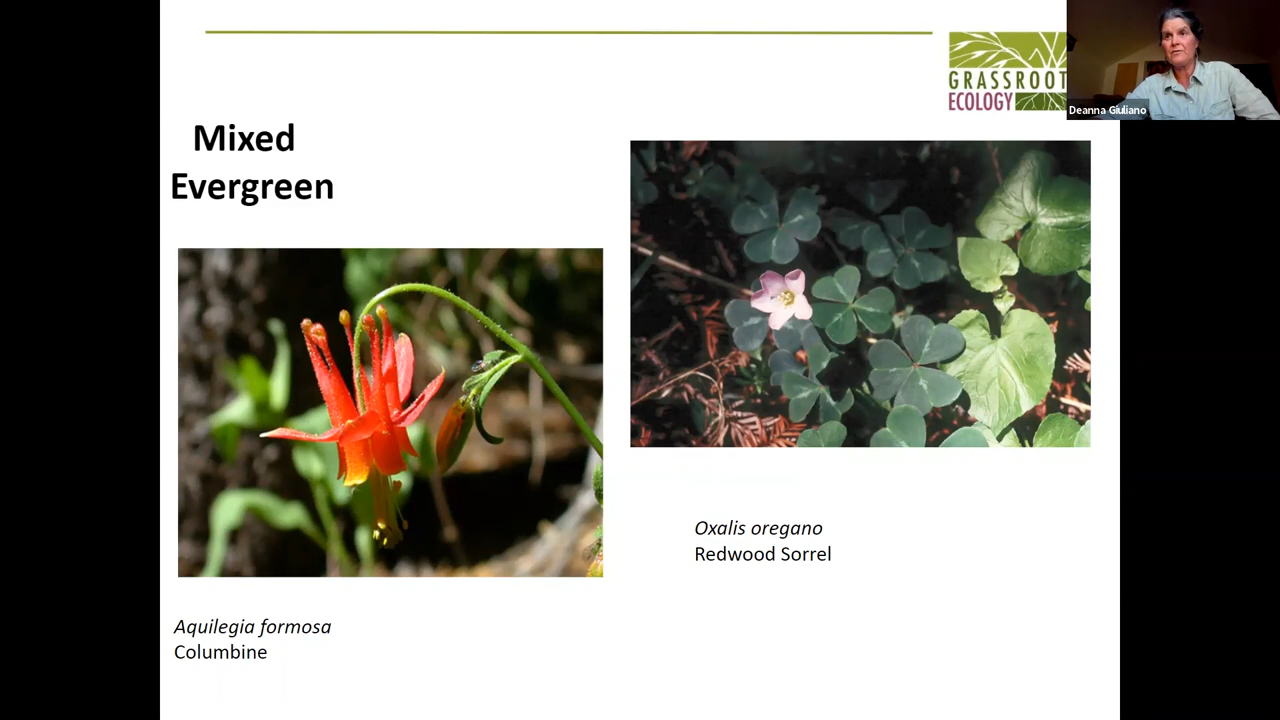 GRASSROOT
ECOLOGY
Deanna Giuliano
Mixed
Evergreen
Oxalis oregano
Redwood Sorrel
Aquilegia formosa
Columbine